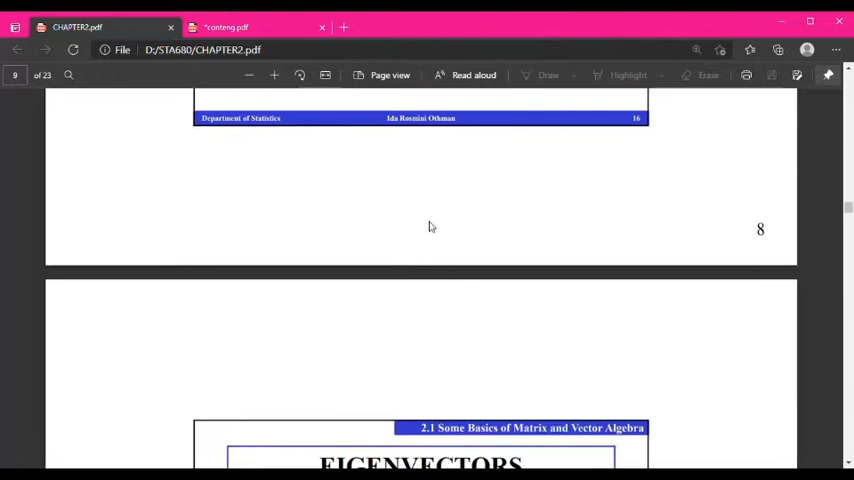 CHAPTER2.pdf
*conteng.pdf
File D:/STA680/CHAPTER2.pdf
9 of 23 Page view Read aloud Draw Highlight Erase
Department of Statistics Ida Rosmini Othman 16
8
2.1 Some Basics of Matrix and Vector Algebra
EIGENVECTORS